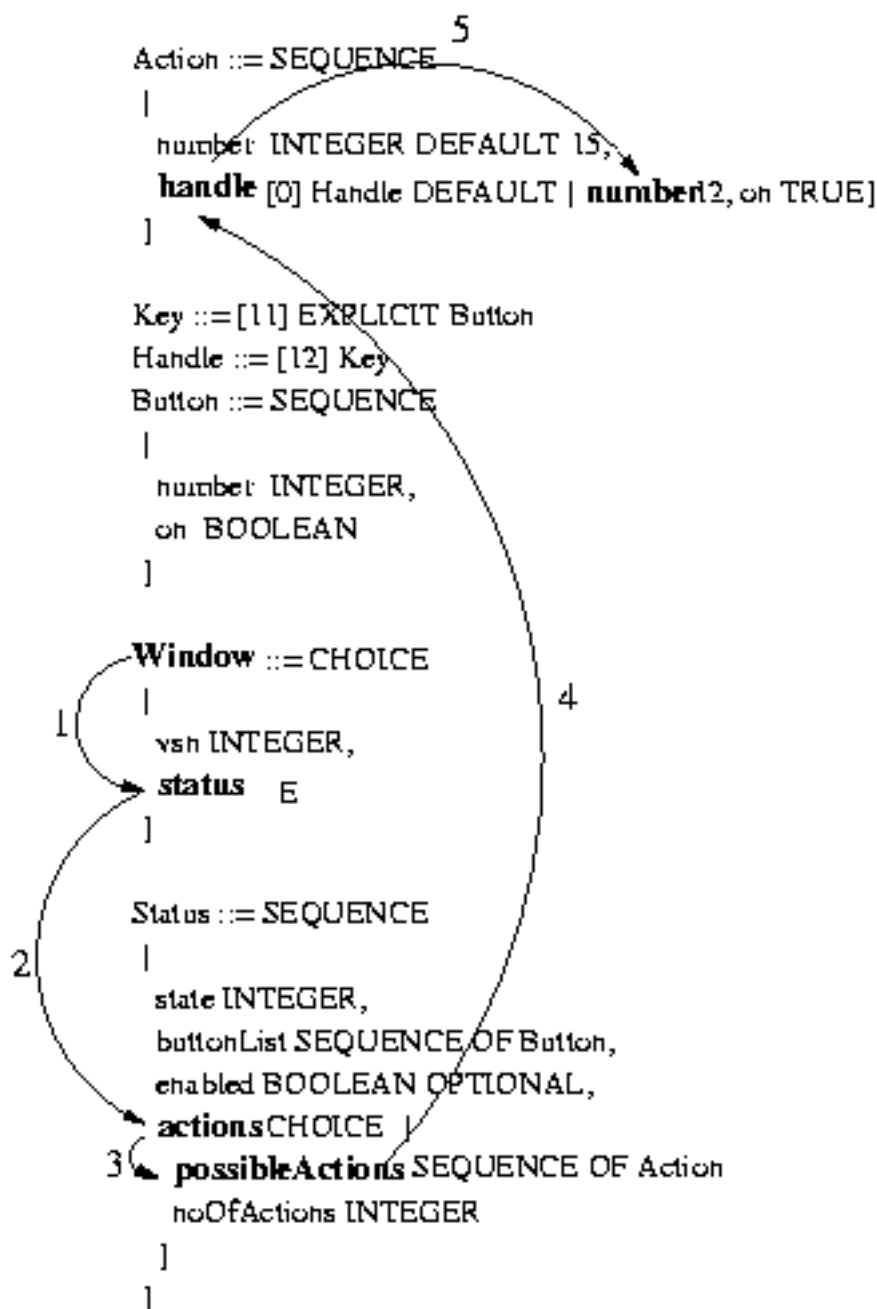 5
Action ::= SEQUENCE
{
number INTEGER DEFAULT 15,
handle [0] Handle DEFAULT { number12, on TRUE}
}
Key ::= [11] EXPLICIT Button
Handle ::= [12] Key
Button ::= SEQUENCE
{
number INTEGER,
on BOOLEAN
}
Window ::= CHOICE
{
1
4
vsn INTEGER,
status E
}
Status ::= SEQUENCE
2
{
state INTEGER,
buttonList SEQUENCE OF Button,
enabled BOOLEAN OPTIONAL,
actions CHOICE {
3 possibleActions SEQUENCE OF Action
noOfActions INTEGER
}
}